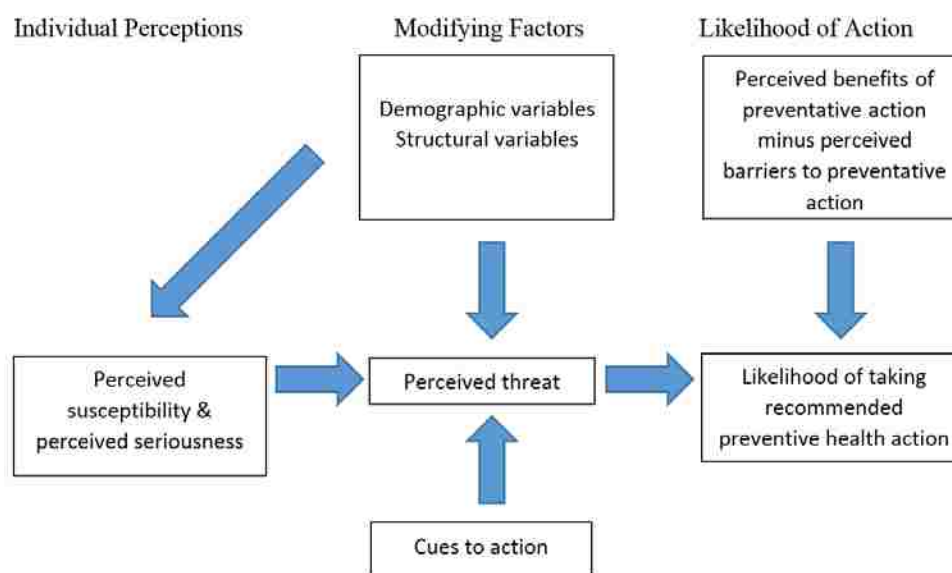 Individual Perceptions
Modifying Factors
Likelihood of Action
Demographic variables
Structural variables
Perceived benefits of
preventative action
minus perceived
barriers to preventative
action
Perceived
susceptibility &
perceived seriousness
Perceived threat
Likelihood of taking
recommended
preventive health action
Cues to action